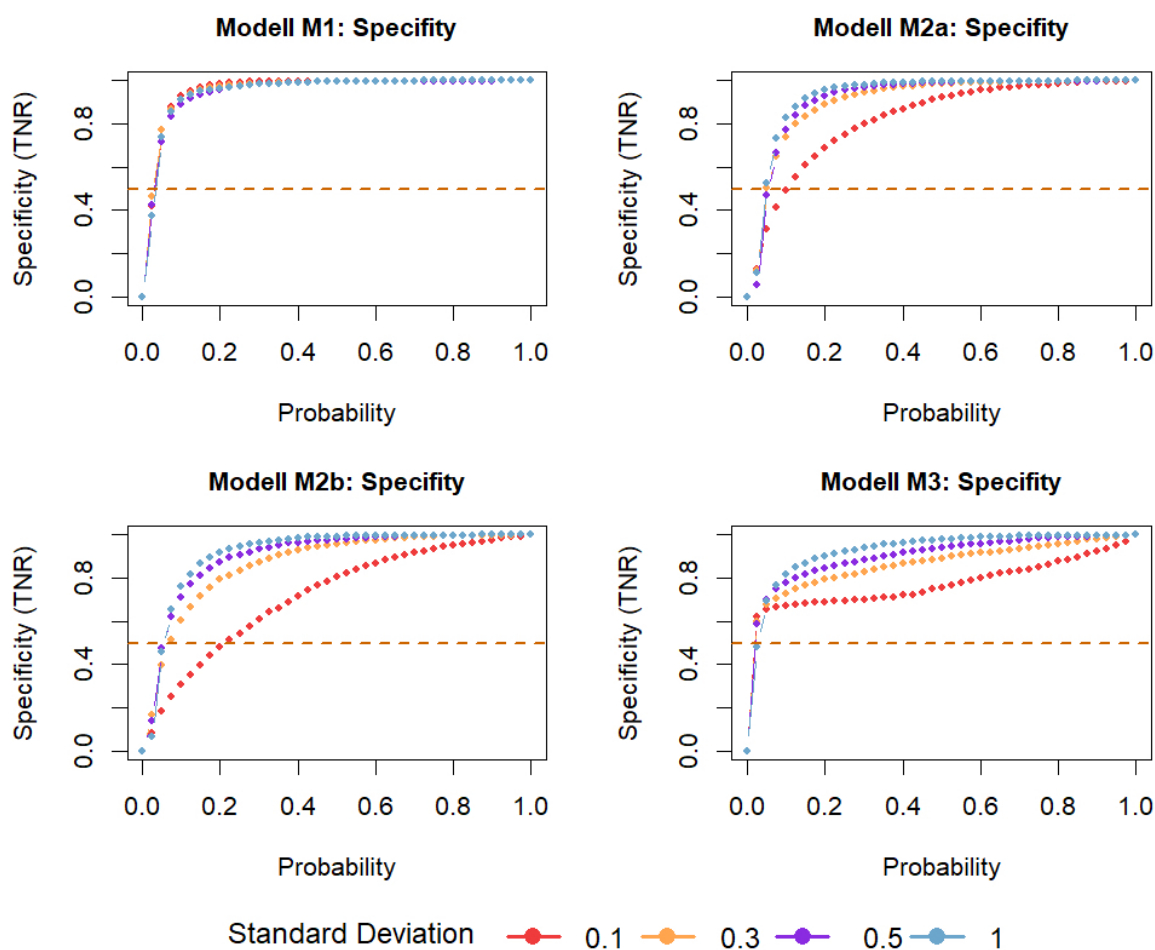 Modell M1: Specifity
Specificity (TNR)
0.0 0.4 0.8
0.0 0.2 0.4 0.6 0.8 1.0
Probability
Modell M2a: Specifity
Specificity (TNR)
0.0 0.4 0.8
0.0 0.2 0.4 0.6 0.8 1.0
Probability
Modell M2b: Specifity
Specificity (TNR)
0.0 0.4 0.8
0.0 0.2 0.4 0.6 0.8 1.0
Probability
Modell M3: Specifity
Specificity (TNR)
0.0 0.4 0.8
0.0 0.2 0.4 0.6 0.8 1.0
Probability
Standard Deviation 0.1 0.3 0.5 1